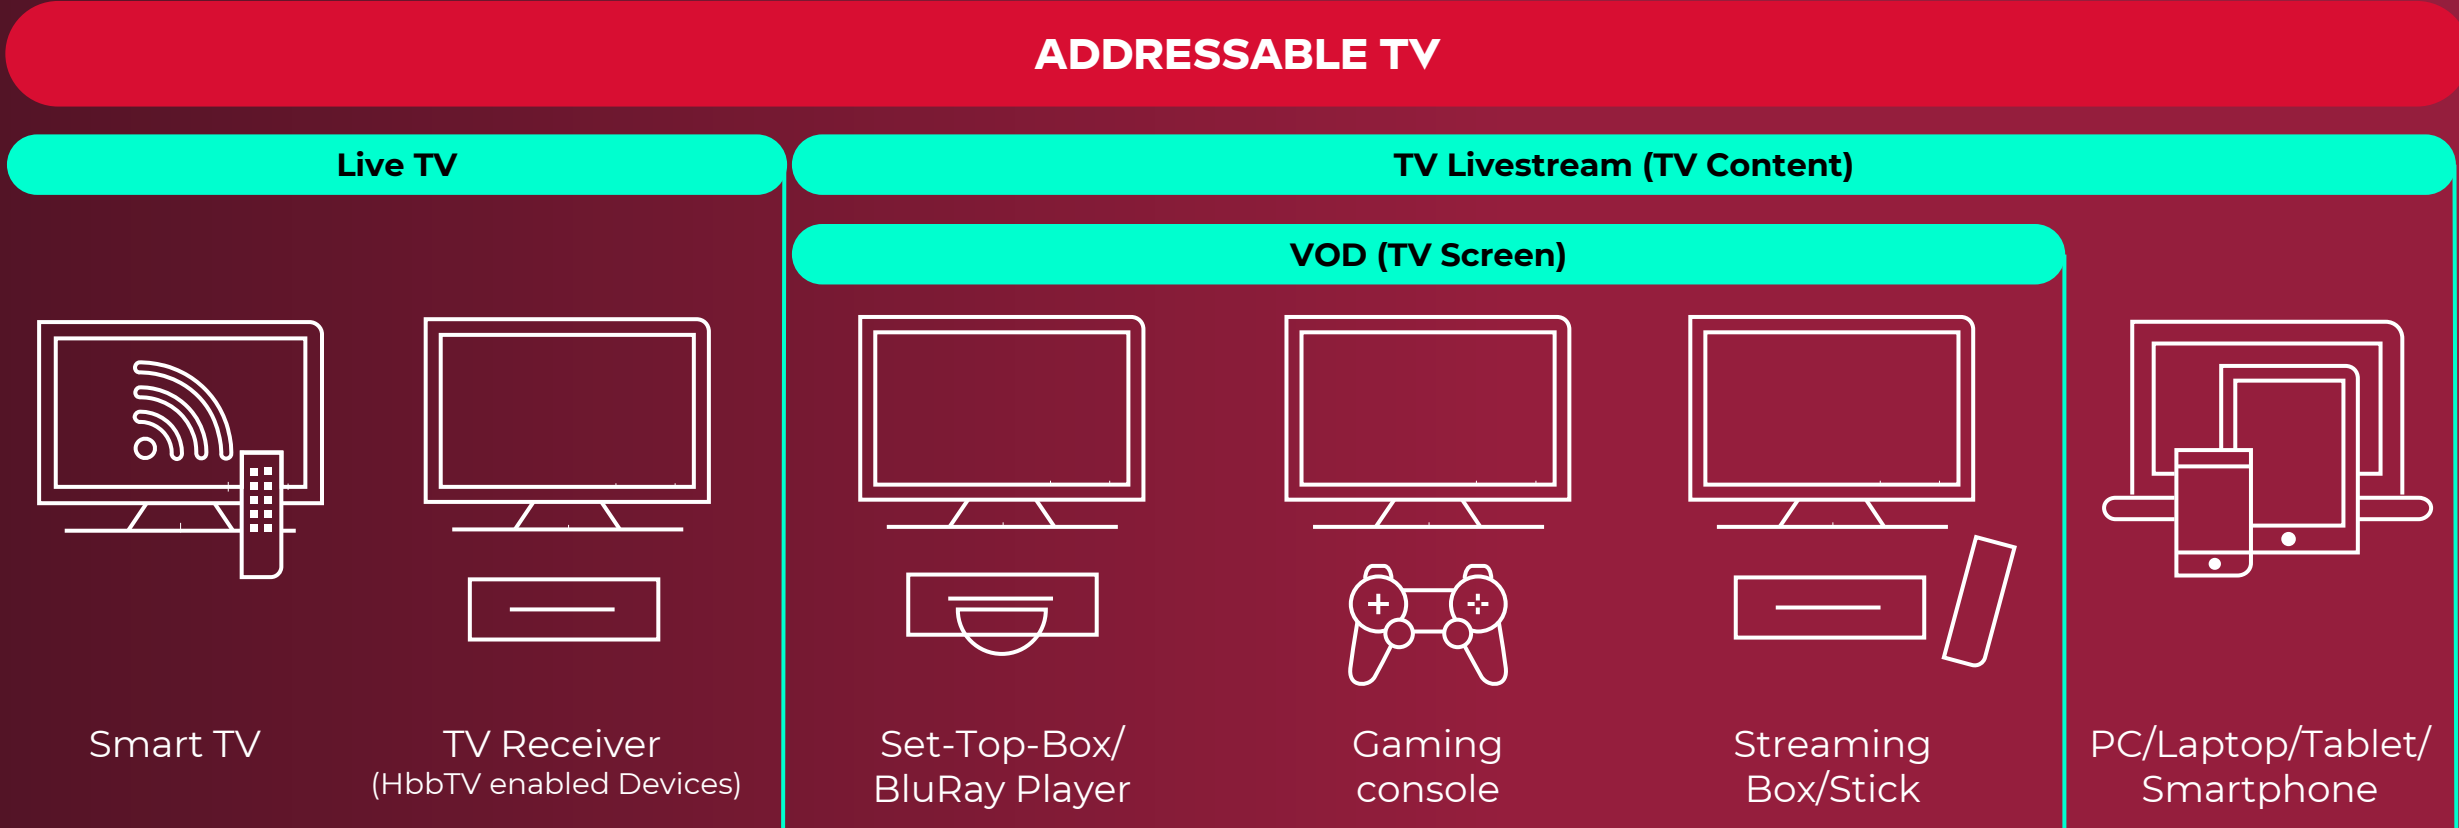 ADDRESSABLE TV
Live TV
TV Livestream (TV Content)
VOD (TV Screen)
Smart TV
TV Receiver
(HbbTV enabled Devices)
Set-Top-Box/
BluRay Player
Gaming
console
Streaming
Box/Stick
PC/Laptop/Tablet/
Smartphone